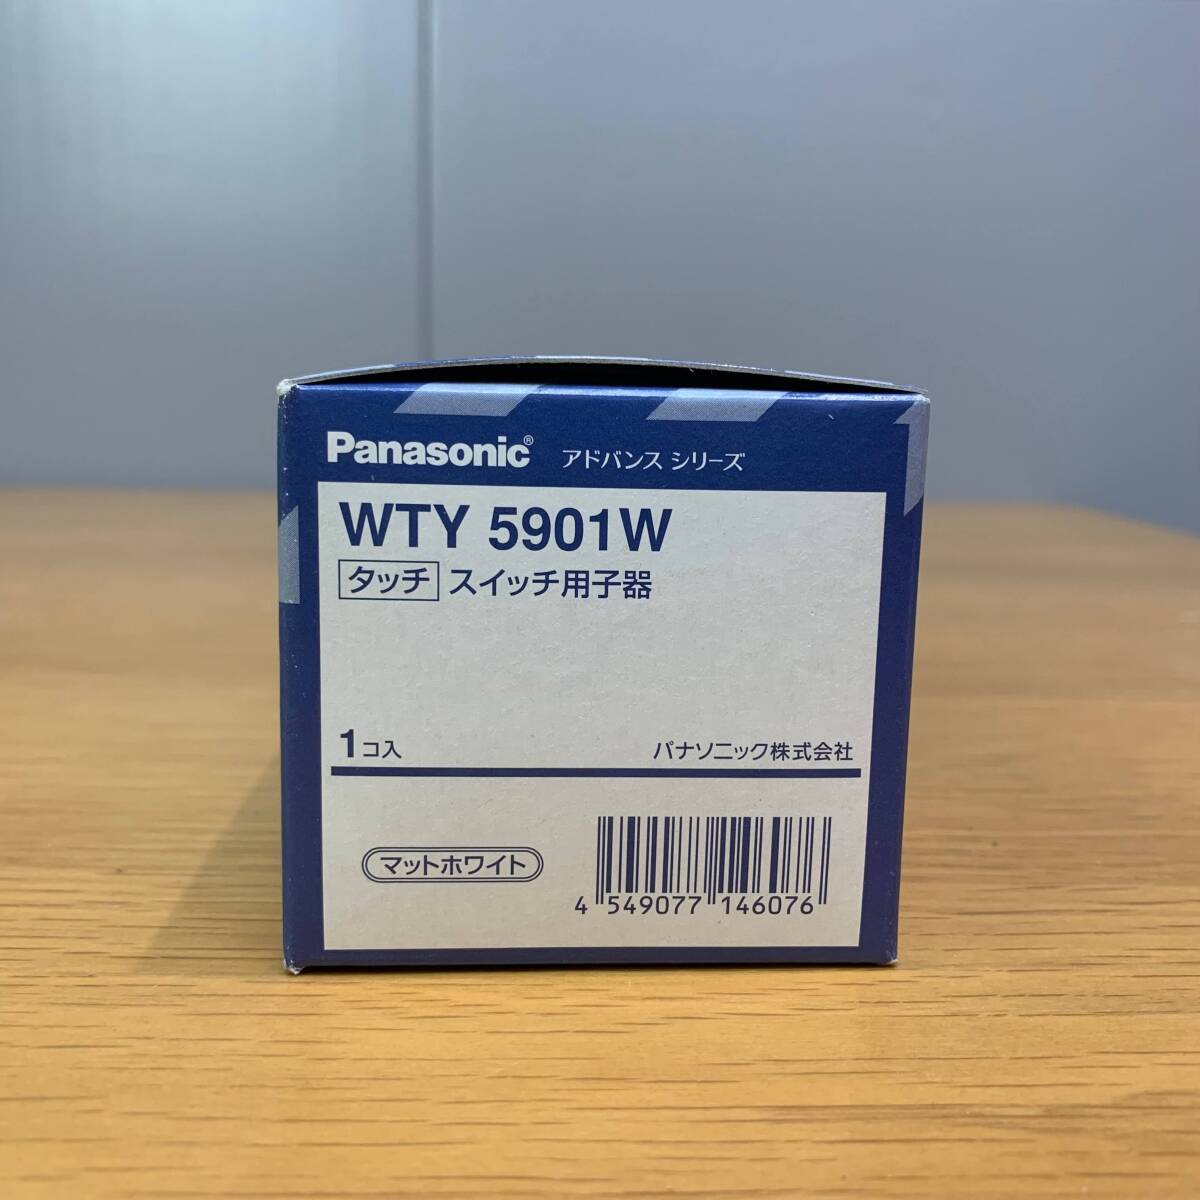 Panasonic® アドバンス シリーズ
WTY 5901W
タッチ スイッチ用子器
1コ入 パナソニック株式会社
マットホワイト
4 549077 146076